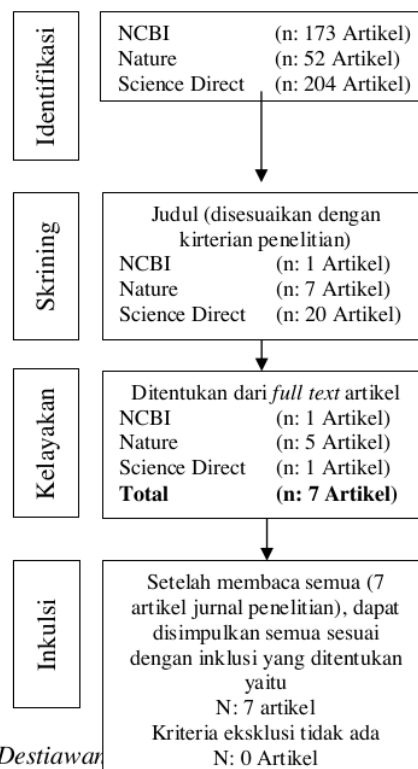 Identifikasi
NCBI (n: 173 Artikel)
Nature (n: 52 Artikel)
Science Direct (n: 204 Artikel)
Skrining
Judul (disesuaikan dengan
kirterian penelitian)
NCBI (n: 1 Artikel)
Nature (n: 7 Artikel)
Science Direct (n: 20 Artikel)
Kelayakan
Ditentukan dari full text artikel
NCBI (n: 1 Artikel)
Nature (n: 5 Artikel)
Science Direct (n: 1 Artikel)
Total (n: 7 Artikel)
Inkulsi
Setelah membaca semua (7
artikel jurnal penelitian), dapat
disimpulkan semua sesuai
dengan inklusi yang ditentukan
yaitu
N: 7 artikel
Kriteria eksklusi tidak ada
N: 0 Artikel